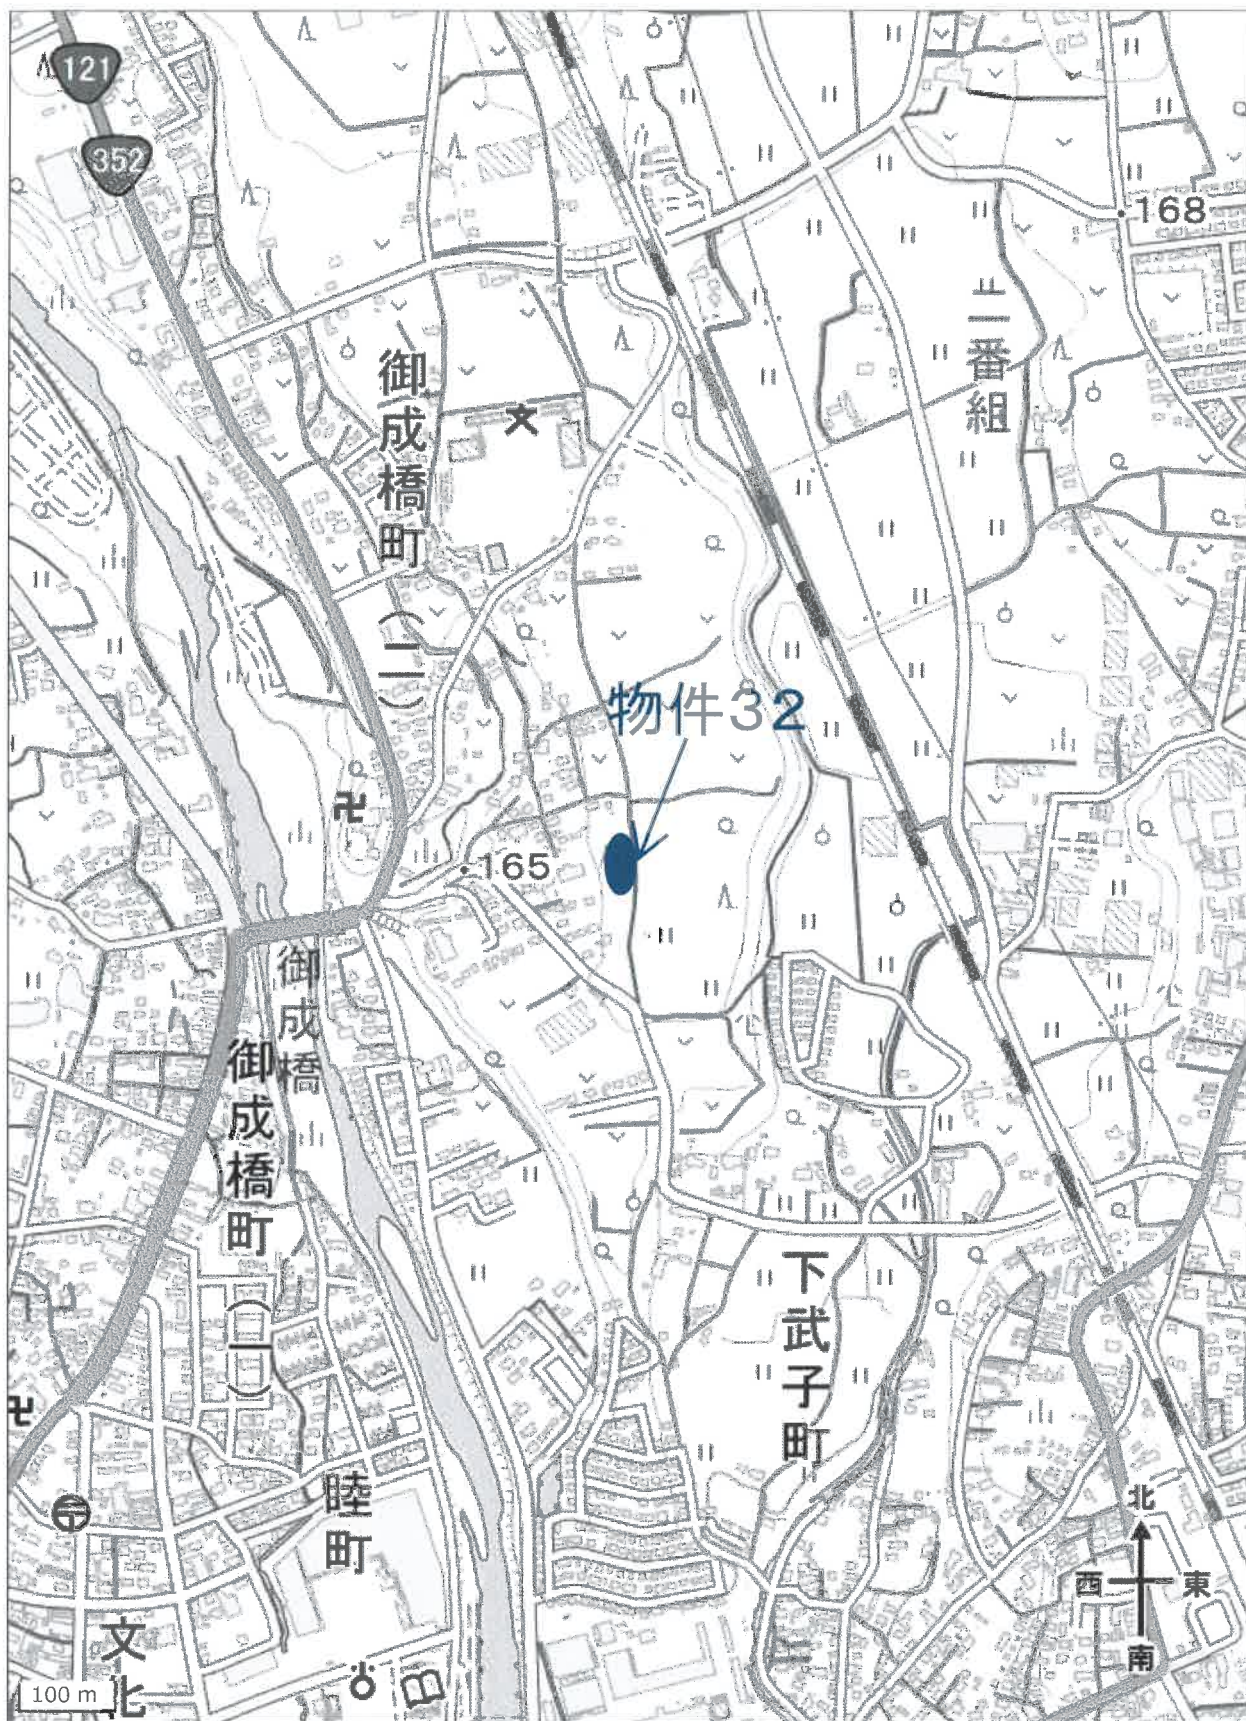 121
352
168
二番組
御成橋町(二)
物件32
165
御成橋
御成橋町(一)
下武子町
睦町
文化
100 m
北
西
東
南